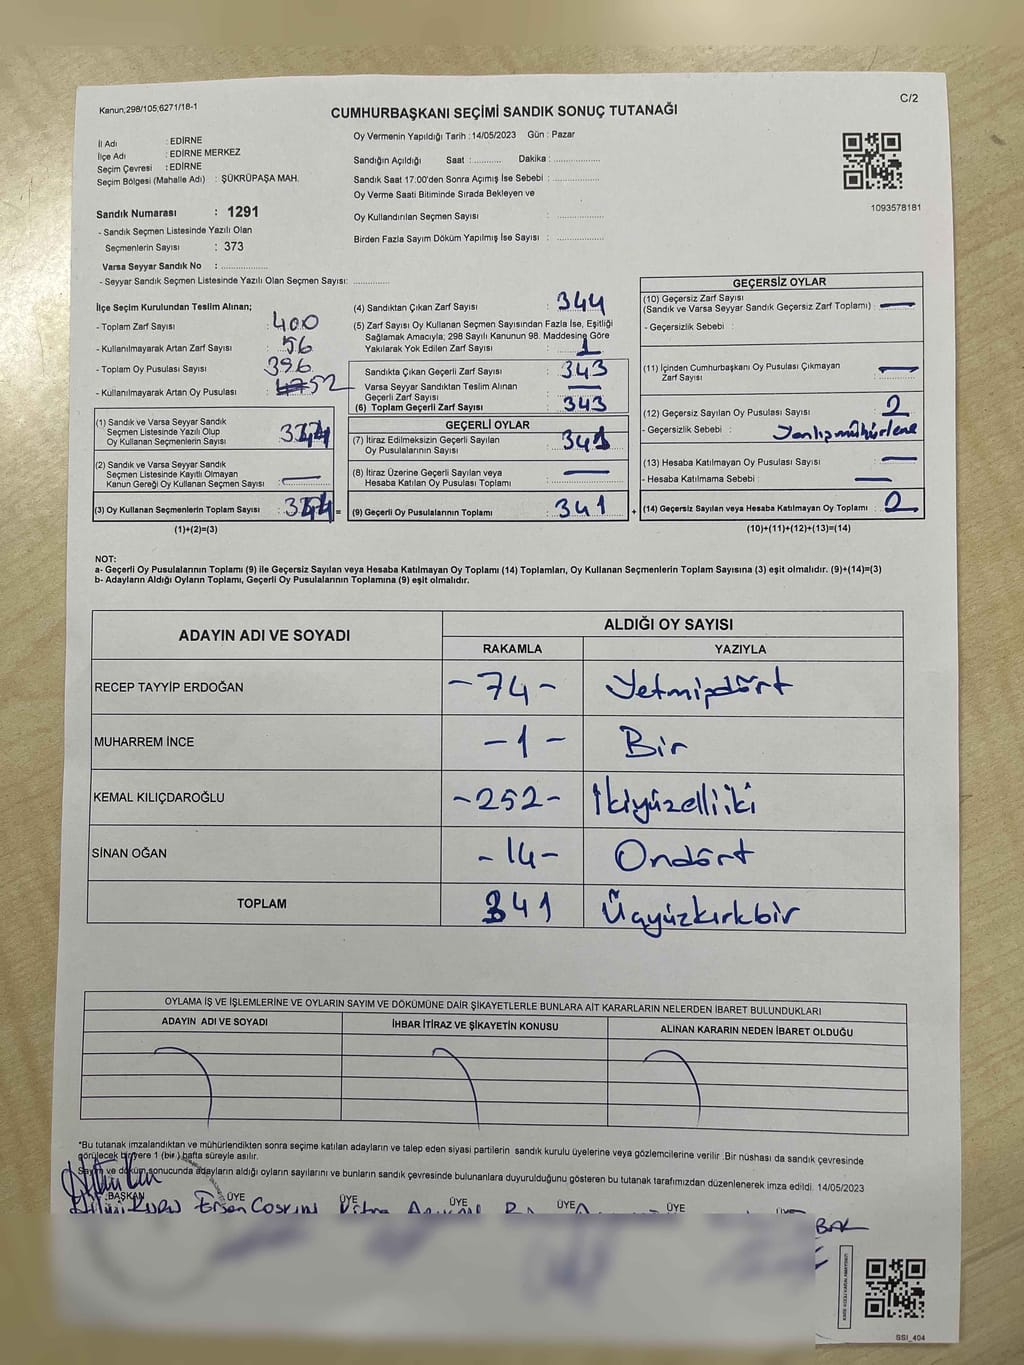 Kanun;298/105;6271/18-1
C/2
CUMHURBAŞKANI SEÇİMİ SANDIK SONUÇ TUTANAĞI
İl Adı : EDİRNE
İlçe Adı : EDİRNE MERKEZ
Seçim Çevresi : EDİRNE
Seçim Bölgesi (Mahalle Adı) : ŞÜKRÜPAŞA MAH.
Sandık Numarası : 1291
- Sandık Seçmen Listesinde Yazılı Olan
Seçmenlerin Sayısı : 373
Varsa Seyyar Sandık No : ..................
- Seyyar Sandık Seçmen Listesinde Yazılı Olan Seçmen Sayısı: ..............
Oy Vermenin Yapıldığı Tarih : 14/05/2023 Gün : Pazar
Sandığın Açıldığı Saat : ........... Dakika : .................
Sandık Saat 17:00'den Sonra Açımış İse Sebebi : .................
Oy Verme Saati Bitiminde Sırada Bekleyen ve
Oy Kullandırılan Seçmen Sayısı : .................
Birden Fazla Sayım Döküm Yapılmış İse Sayısı : .................
1093578181
İlçe Seçim Kurulundan Teslim Alınan;
- Toplam Zarf Sayısı : 400
- Kullanılmayarak Artan Zarf Sayısı : 56
- Toplam Oy Pusulası Sayısı : 396
- Kullanılmayarak Artan Oy Pusulası : 52
(1) Sandık ve Varsa Seyyar Sandık
Seçmen Listesinde Yazılı Olup
Oy Kullanan Seçmenlerin Sayısı :
(2) Sandık ve Varsa Seyyar Sandık
Seçmen Listesinde Kayıtlı Olmayan
Kanun Gereği Oy Kullanan Seçmen Sayısı : —
(3) Oy Kullanan Seçmenlerin Toplam Sayısı : =
(1)+(2)=(3)
(4) Sandıktan Çıkan Zarf Sayısı : 344
(5) Zarf Sayısı Oy Kullanan Seçmen Sayısından Fazla İse, Eşitliği
Sağlamak Amacıyla; 298 Sayılı Kanunun 98. Maddesine Göre
Yakılarak Yok Edilen Zarf Sayısı : 1
Sandıkta Çıkan Geçerli Zarf Sayısı : 343
Varsa Seyyar Sandıktan Teslim Alınan
Geçerli Zarf Sayısı : —
(6) Toplam Geçerli Zarf Sayısı : 343
GEÇERLİ OYLAR
(7) İtiraz Edilmeksizin Geçerli Sayılan
Oy Pusulalarının Sayısı : 341
(8) İtiraz Üzerine Geçerli Sayılan veya
Hesaba Katılan Oy Pusulası Toplamı : —
(9) Geçerli Oy Pusulalarının Toplamı : 341 +
GEÇERSİZ OYLAR
(10) Geçersiz Zarf Sayısı
(Sandık ve Varsa Seyyar Sandık Geçersiz Zarf Toplamı) : —
- Geçersizlik Sebebi :
(11) İçinden Cumhurbaşkanı Oy Pusulası Çıkmayan
Zarf Sayısı : —
(12) Geçersiz Sayılan Oy Pusulası Sayısı : 2
- Geçersizlik Sebebi : Yanlış mühürleme
(13) Hesaba Katılmayan Oy Pusulası Sayısı : —
- Hesaba Katılmama Sebebi : —
(14) Geçersiz Sayılan veya Hesaba Katılmayan Oy Toplamı : 2
(10)+(11)+(12)+(13)=(14)
NOT:
a- Geçerli Oy Pusulalarının Toplamı (9) ile Geçersiz Sayılan veya Hesaba Katılmayan Oy Toplamı (14) Toplamları, Oy Kullanan Seçmenlerin Toplam Sayısına (3) eşit olmalıdır. (9)+(14)=(3)
b- Adayların Aldığı Oyların Toplamı, Geçerli Oy Pusulalarının Toplamına (9) eşit olmalıdır.
ADAYIN ADI VE SOYADI ALDIĞI OY SAYISI
RAKAMLA YAZIYLA
RECEP TAYYİP ERDOĞAN -74- Yetmişdört
MUHARREM İNCE -1- Bir
KEMAL KILIÇDAROĞLU -252- İkiyüzelliiki
SİNAN OĞAN -14- Ondört
TOPLAM 341 Üçyüzkırkbir
OYLAMA İŞ VE İŞLEMLERİNE VE OYLARIN SAYIM VE DÖKÜMÜNE DAİR ŞİKAYETLERLE BUNLARA AİT KARARLARIN NELERDEN İBARET BULUNDUKLARI
ADAYIN ADI VE SOYADI İHBAR İTİRAZ VE ŞİKAYETİN KONUSU ALINAN KARARIN NEDEN İBARET OLDUĞU
*Bu tutanak imzalandıktan ve mühürlendikten sonra seçime katılan adayların ve talep eden siyasi partilerin sandık kurulu üyelerine veya gözlemcilerine verilir. Bir nüshası da sandık çevresinde
görülecek bir yere 1 (bir) hafta süreyle asılır.
Sayım ve döküm sonucunda adayların aldığı oyların sayılarını ve bunların sandık çevresinde bulunanlara duyurulduğunu gösteren bu tutanak tarafımızdan düzenlenerek imza edildi. 14/05/2023
BAŞKAN ÜYE ÜYE ÜYE ÜYE ÜYE ÜYE
SSI_404